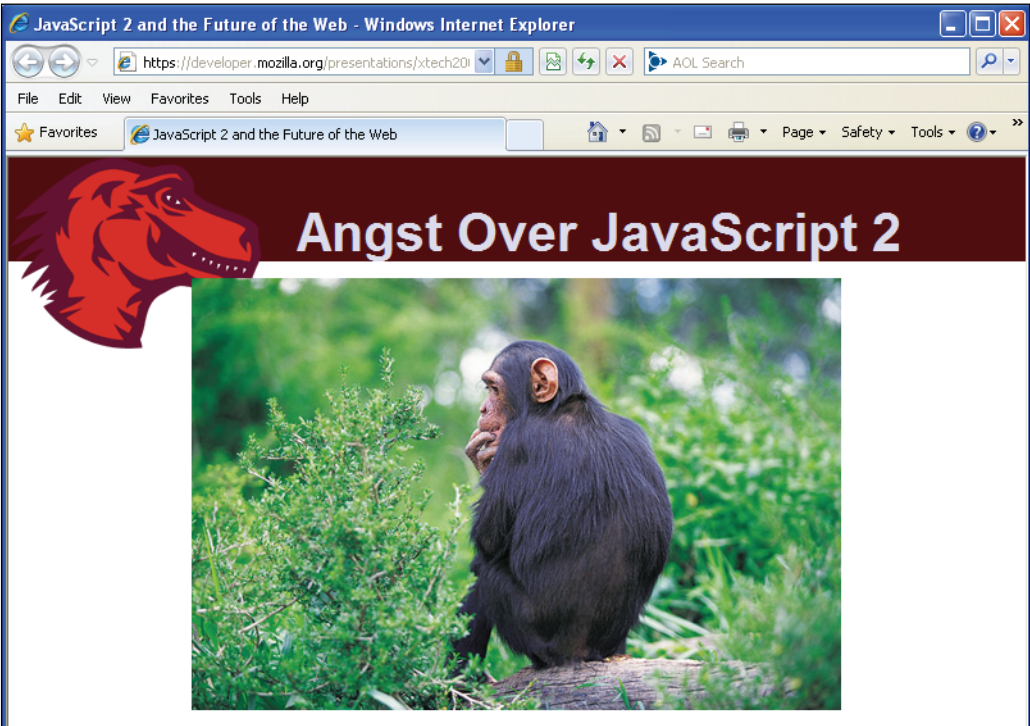 JavaScript 2 and the Future of the Web - Windows Internet Explorer
https://developer.mozilla.org/presentations/xtech20
AOL Search
File Edit View Favorites Tools Help
Favorites
JavaScript 2 and the Future of the Web
Page Safety Tools
Angst Over JavaScript 2